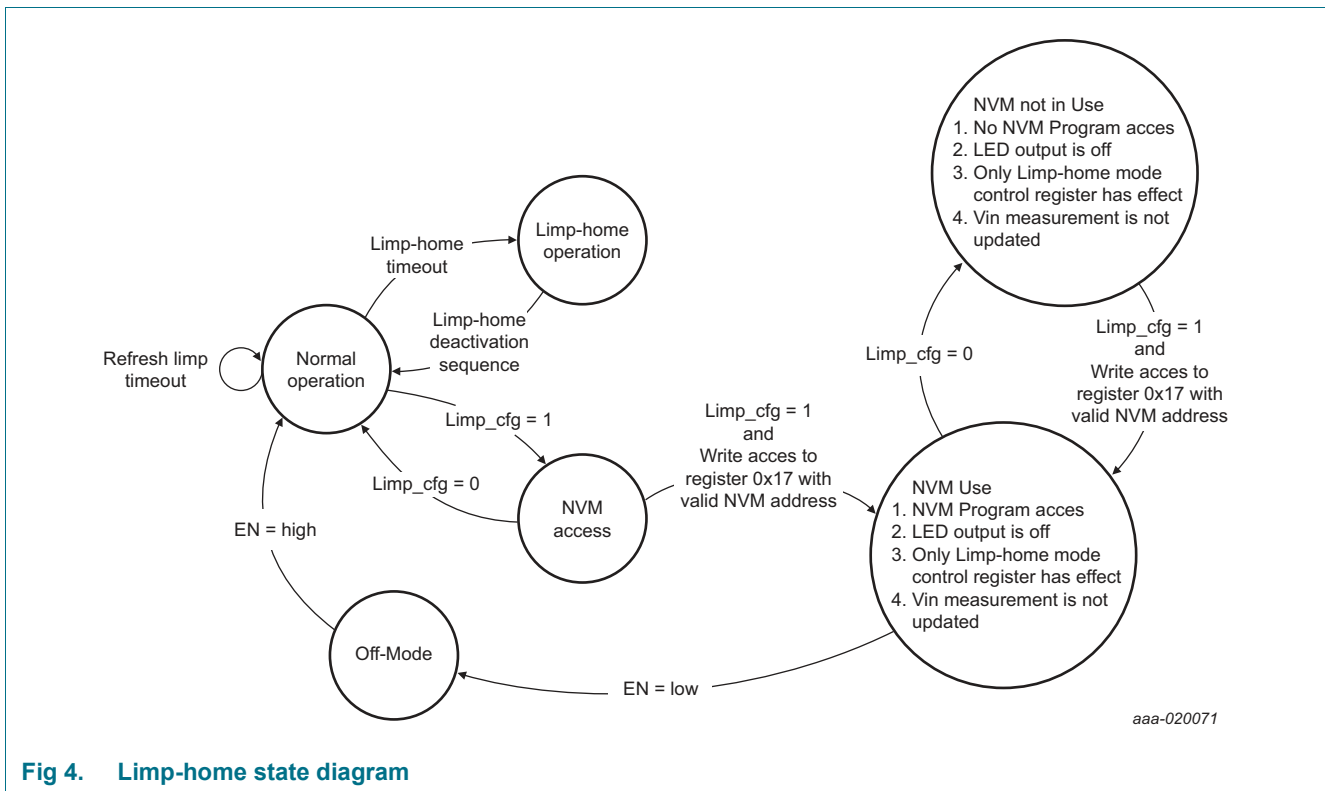 NVM not in Use
1. No NVM Program acces
2. LED output is off
3. Only Limp-home mode
control register has effect
4. Vin measurement is not
updated
Limp-home
operation
Limp-home
timeout
Limp-home
deactivation
sequence
Refresh limp
timeout
Normal
operation
Limp_cfg = 1
Limp_cfg = 0
EN = high
NVM
access
Limp_cfg = 1
and
Write acces to
register 0x17 with
valid NVM address
Limp_cfg = 0
Limp_cfg = 1
and
Write acces to
register 0x17 with
valid NVM address
NVM Use
1. NVM Program acces
2. LED output is off
3. Only Limp-home mode
control register has effect
4. Vin measurement is not
updated
Off-Mode
EN = low
aaa-020071
Fig 4. Limp-home state diagram